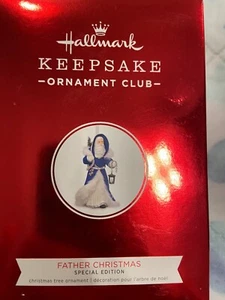 Hallmark
KEEPSAKE
-ORNAMENT CLUB-
FATHER CHRISTMAS
SPECIAL EDITION
christmas tree ornament | décoration pour l'arbre de noël